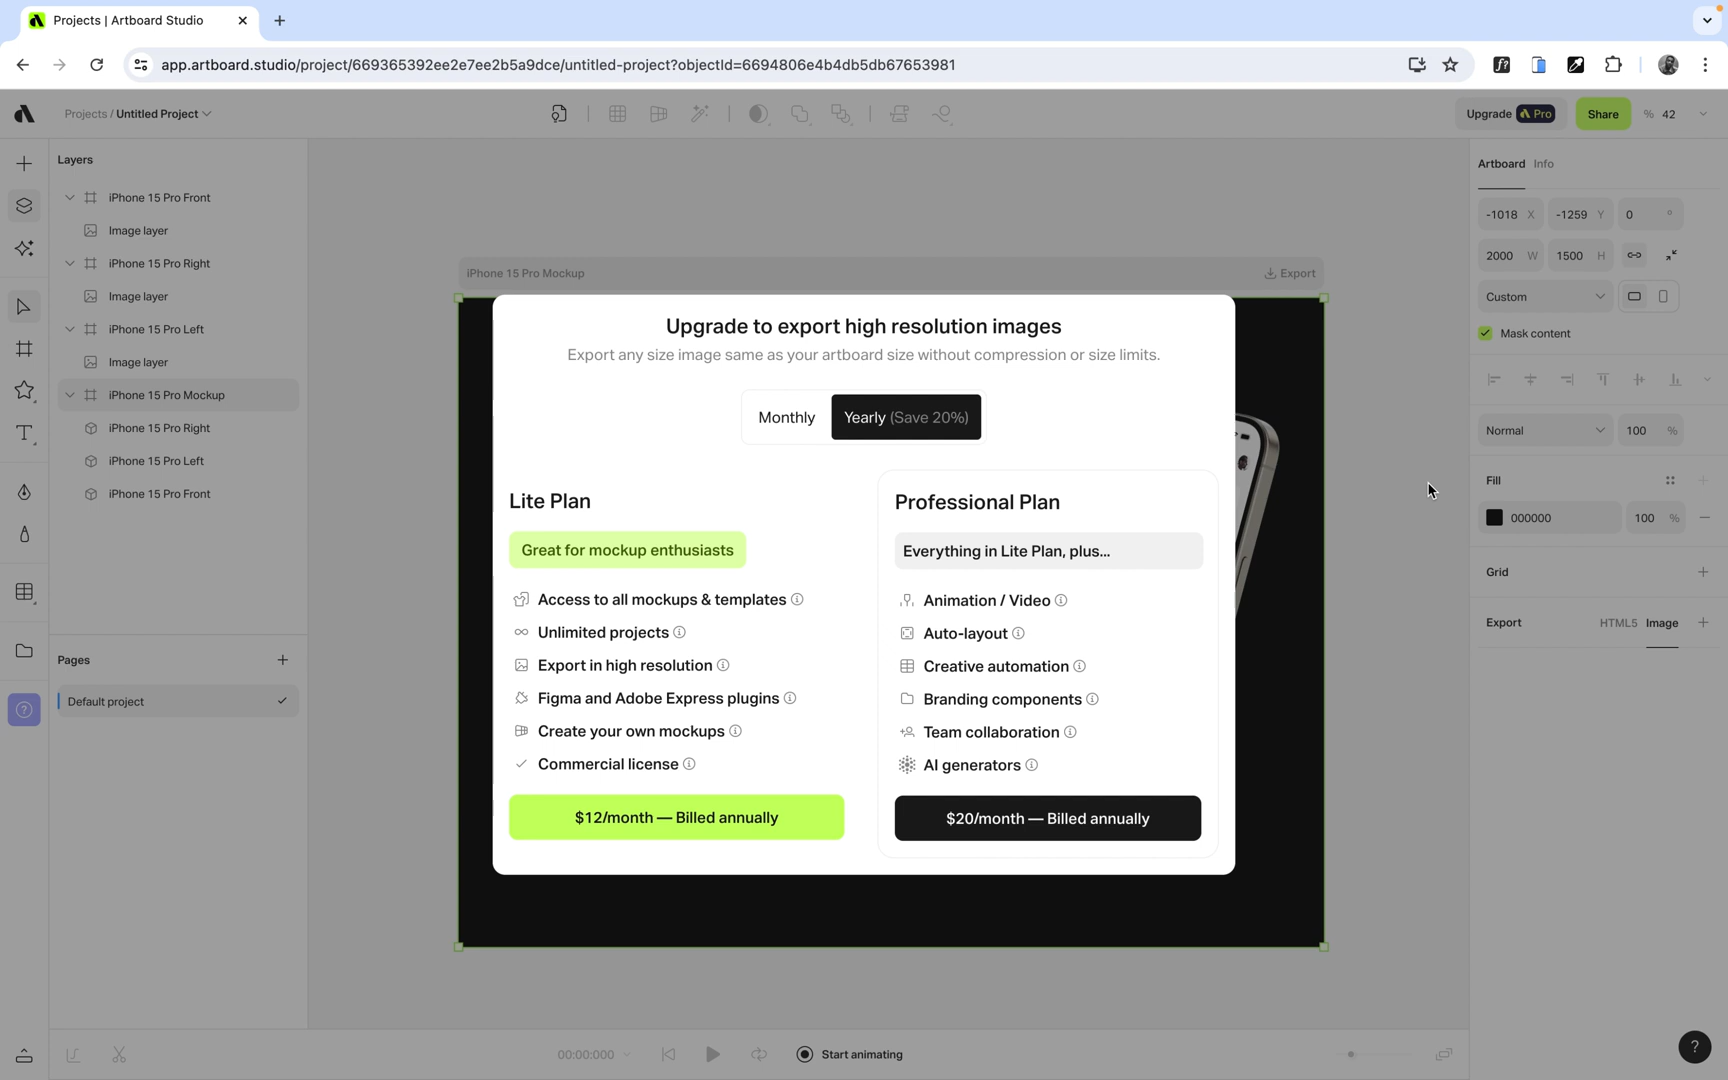 Projects | Artboard Studio
app.artboard.studio/project/669365392ee2e7ee2b5a9dce/untitled-project?objectId=6694806e4b4db5db67653981
f?
Projects / Untitled Project
Upgrade Pro
Share
% 42
Layers
iPhone 15 Pro Front
Image layer
iPhone 15 Pro Right
Image layer
iPhone 15 Pro Left
Image layer
iPhone 15 Pro Mockup
iPhone 15 Pro Right
iPhone 15 Pro Left
iPhone 15 Pro Front
Pages
Default project
iPhone 15 Pro Mockup
Export
Upgrade to export high resolution images
Export any size image same as your artboard size without compression or size limits.
Monthly
Yearly (Save 20%)
Lite Plan
Great for mockup enthusiasts
Access to all mockups & templates
Unlimited projects
Export in high resolution
Figma and Adobe Express plugins
Create your own mockups
Commercial license
$12/month — Billed annually
Professional Plan
Everything in Lite Plan, plus...
Animation / Video
Auto-layout
Creative automation
Branding components
Team collaboration
AI generators
$20/month — Billed annually
Artboard Info
-1018 X -1259 Y 0 °
2000 W 1500 H
Custom
Mask content
Normal 100 %
Fill
000000 100 %
Grid
Export HTML5 Image
00:00:000
Start animating
?